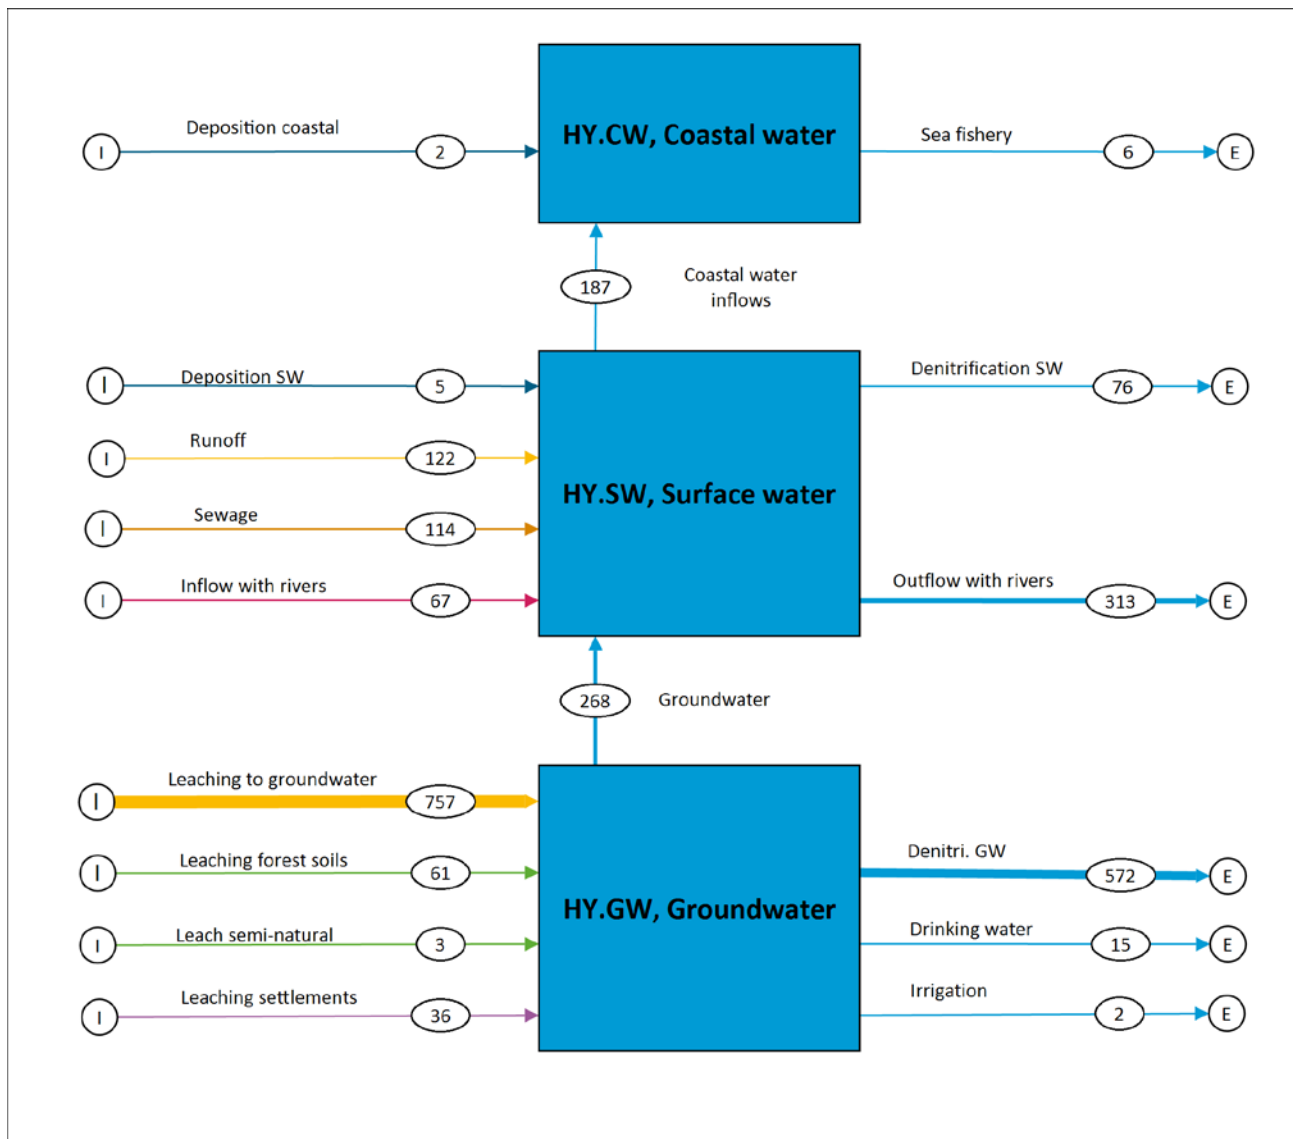 HY.CW, Coastal water
Deposition coastal
I
2
Sea fishery
6
E
187
Coastal water
inflows
HY.SW, Surface water
Deposition SW
I
5
Runoff
I
122
Sewage
I
114
Inflow with rivers
I
67
Denitrification SW
76
E
Outflow with rivers
313
E
268
Groundwater
HY.GW, Groundwater
Leaching to groundwater
I
757
Leaching forest soils
I
61
Leach semi-natural
I
3
Leaching settlements
I
36
Denitri. GW
572
E
Drinking water
15
E
Irrigation
2
E